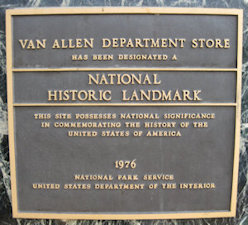 VAN ALLEN DEPARTMENT STORE
HAS BEEN DESIGNATED A
NATIONAL
HISTORIC LANDMARK
THIS SITE POSSESSES NATIONAL SIGNIFICANCE
IN COMMEMORATING THE HISTORY OF THE
UNITED STATES OF AMERICA
1976
NATIONAL PARK SERVICE
UNITED STATES DEPARTMENT OF THE INTERIOR